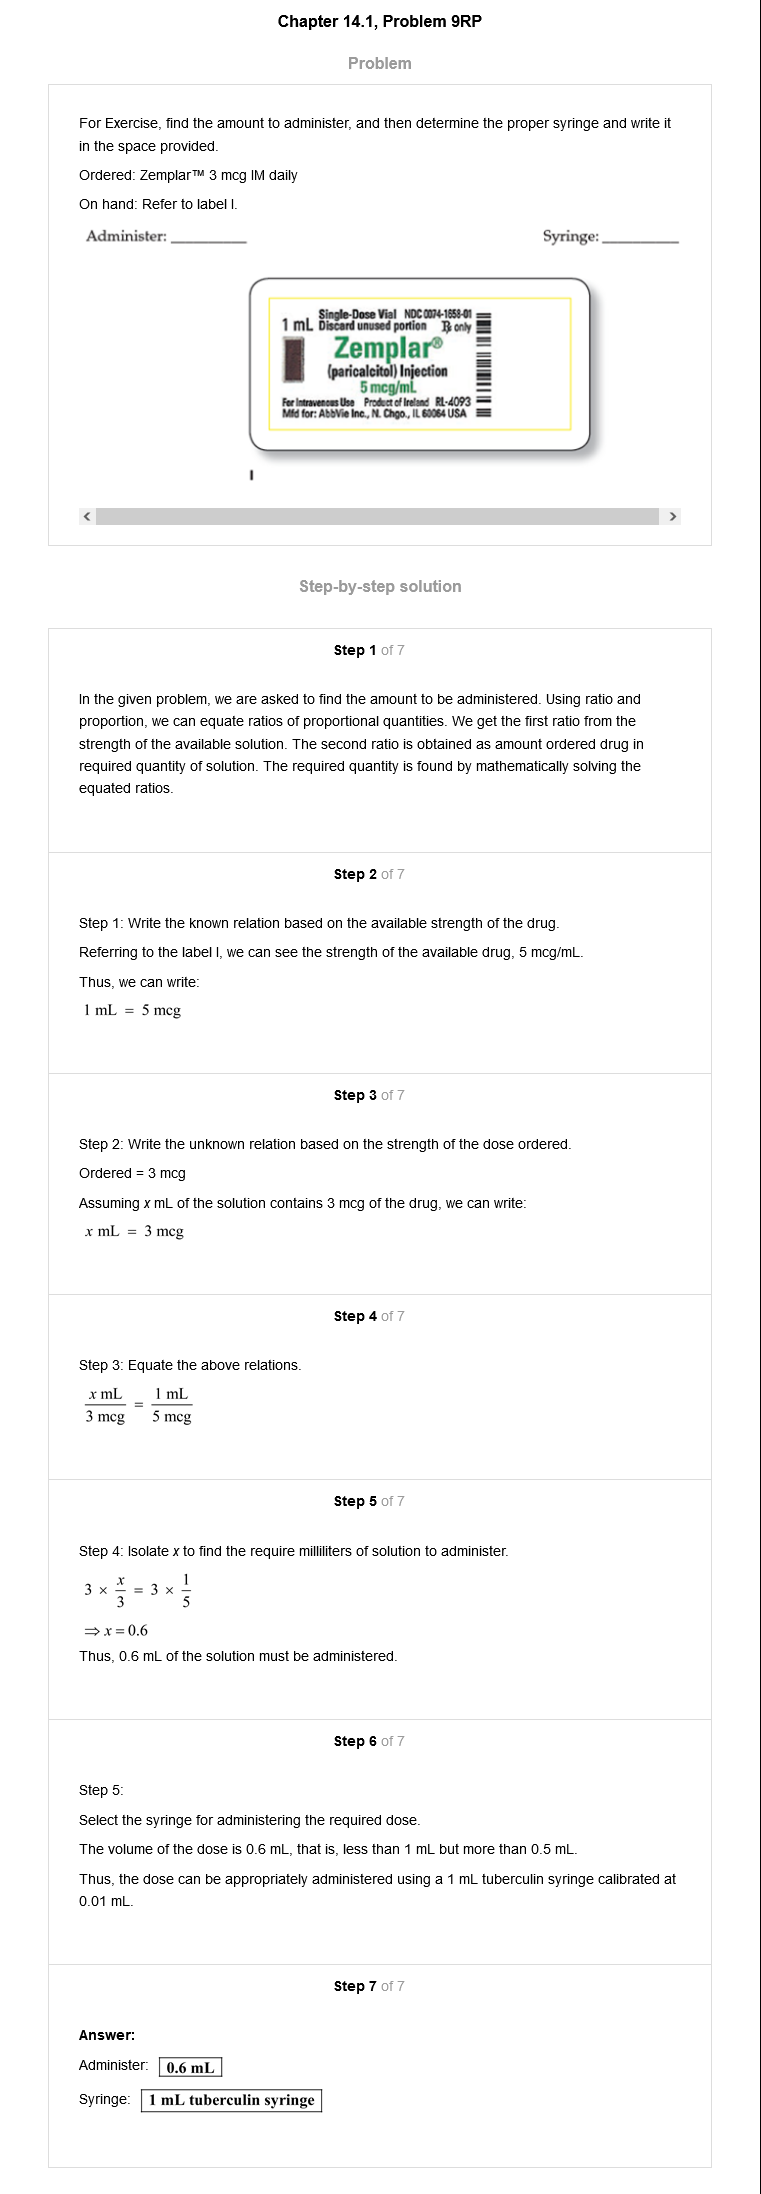 Chapter 14.1, Problem 9RP
Problem
For Exercise, find the amount to administer, and then determine the proper syringe and write it
in the space provided.
Ordered: Zemplar™ 3 mcg IM daily
On hand: Refer to label I.
Administer: __________ Syringe: __________
Single-Dose Vial NDC 0074-1658-01
1 mL Discard unused portion ℞ only
Zemplar®
(paricalcitol) Injection
5 mcg/mL
For Intravenous Use Product of Ireland RL-4093
Mfd for: AbbVie Inc., N. Chgo., IL 60064 USA
I
Step-by-step solution
Step 1 of 7
In the given problem, we are asked to find the amount to be administered. Using ratio and
proportion, we can equate ratios of proportional quantities. We get the first ratio from the
strength of the available solution. The second ratio is obtained as amount ordered drug in
required quantity of solution. The required quantity is found by mathematically solving the
equated ratios.
Step 2 of 7
Step 1: Write the known relation based on the available strength of the drug.
Referring to the label I, we can see the strength of the available drug, 5 mcg/mL.
Thus, we can write:
1 mL = 5 mcg
Step 3 of 7
Step 2: Write the unknown relation based on the strength of the dose ordered.
Ordered = 3 mcg
Assuming x mL of the solution contains 3 mcg of the drug, we can write:
x mL = 3 mcg
Step 4 of 7
Step 3: Equate the above relations.
x mL / 3 mcg = 1 mL / 5 mcg
Step 5 of 7
Step 4: Isolate x to find the require milliliters of solution to administer.
3 × x/3 = 3 × 1/5
⇒ x = 0.6
Thus, 0.6 mL of the solution must be administered.
Step 6 of 7
Step 5:
Select the syringe for administering the required dose.
The volume of the dose is 0.6 mL, that is, less than 1 mL but more than 0.5 mL.
Thus, the dose can be appropriately administered using a 1 mL tuberculin syringe calibrated at
0.01 mL.
Step 7 of 7
Answer:
Administer: 0.6 mL
Syringe: 1 mL tuberculin syringe